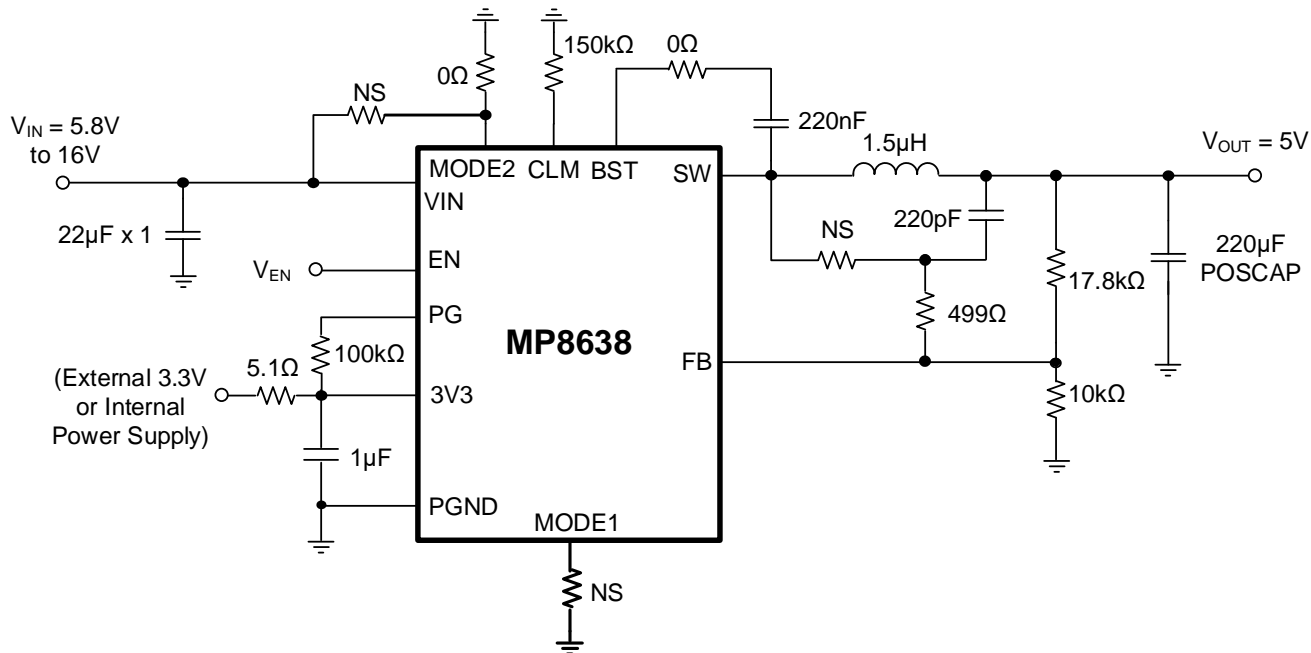 0Ω
150kΩ
0Ω
NS
V_IN = 5.8V
to 16V
220nF
1.5µH
V_OUT = 5V
MODE2 CLM BST
SW
VIN
22µF x 1
220pF
NS
220µF
POSCAP
EN
V_EN
17.8kΩ
PG
499Ω
MP8638
100kΩ
FB
5.1Ω
(External 3.3V
or Internal
Power Supply)
3V3
10kΩ
1µF
PGND
MODE1
NS